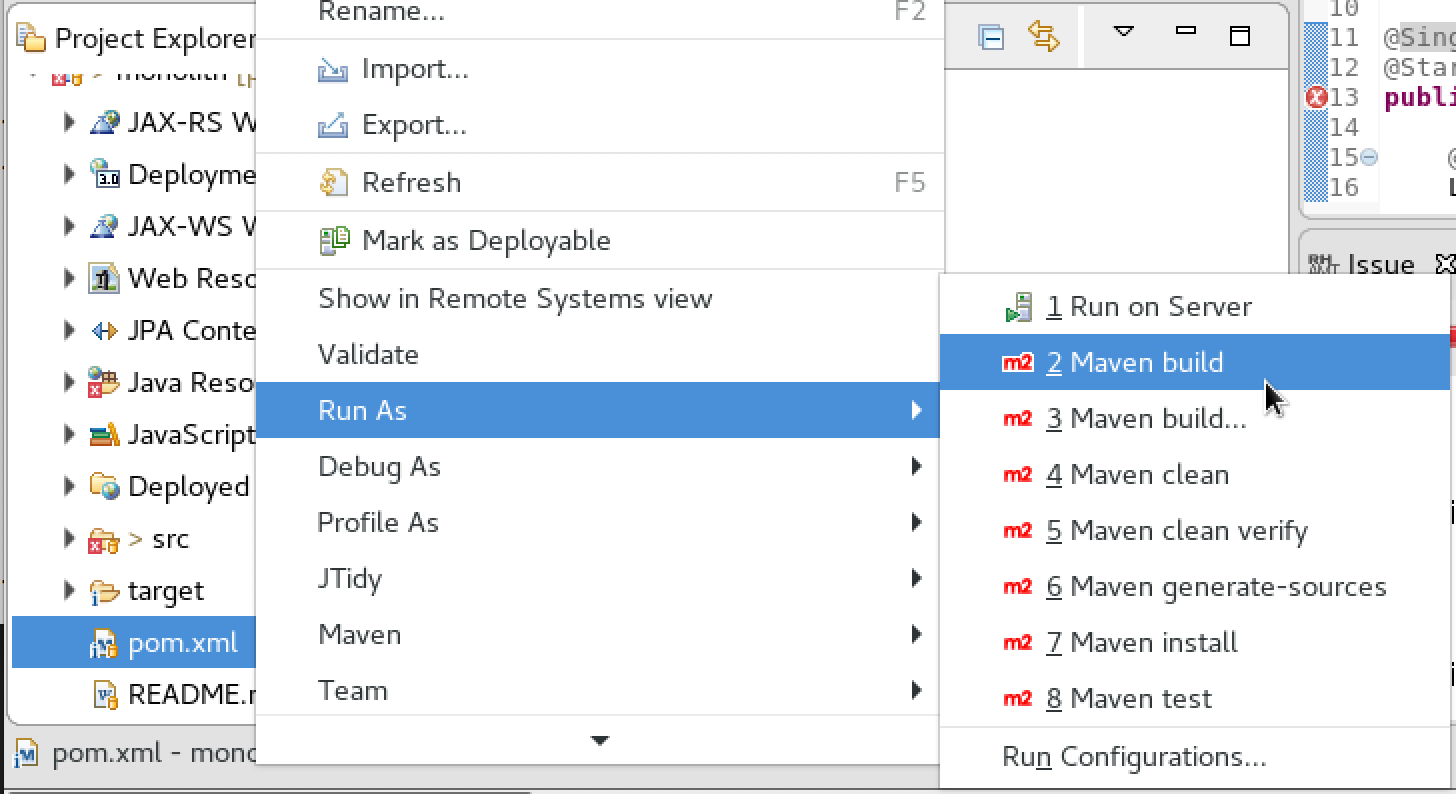 Project Explorer
monolith
JAX-RS W
Deployme
JAX-WS W
Web Reso
JPA Conte
Java Reso
JavaScript
Deployed
> src
target
pom.xml
README.
pom.xml - mono
Rename... F2
Import...
Export...
Refresh F5
Mark as Deployable
Show in Remote Systems view
Validate
Run As
Debug As
Profile As
JTidy
Maven
Team
1 Run on Server
m2 2 Maven build
m2 3 Maven build...
m2 4 Maven clean
m2 5 Maven clean verify
m2 6 Maven generate-sources
m2 7 Maven install
m2 8 Maven test
Run Configurations...
10
11 @Sing
12 @Star
13 publi
14
15 @
16 L
Issue